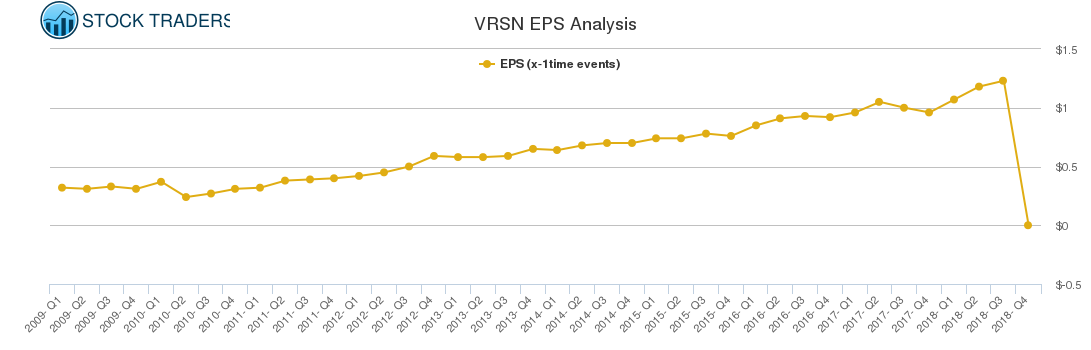 STOCK TRADERS
VRSN EPS Analysis
EPS (x-1time events)
$1.5
$1
$0.5
$0
$-0.5
2009-Q1
2009-Q2
2009-Q3
2009-Q4
2010-Q1
2010-Q2
2010-Q3
2010-Q4
2011-Q1
2011-Q2
2011-Q3
2011-Q4
2012-Q1
2012-Q2
2012-Q3
2012-Q4
2013-Q1
2013-Q2
2013-Q3
2013-Q4
2014-Q1
2014-Q2
2014-Q3
2014-Q4
2015-Q1
2015-Q2
2015-Q3
2015-Q4
2016-Q1
2016-Q2
2016-Q3
2016-Q4
2017-Q1
2017-Q2
2017-Q3
2017-Q4
2018-Q1
2018-Q2
2018-Q3
2018-Q4